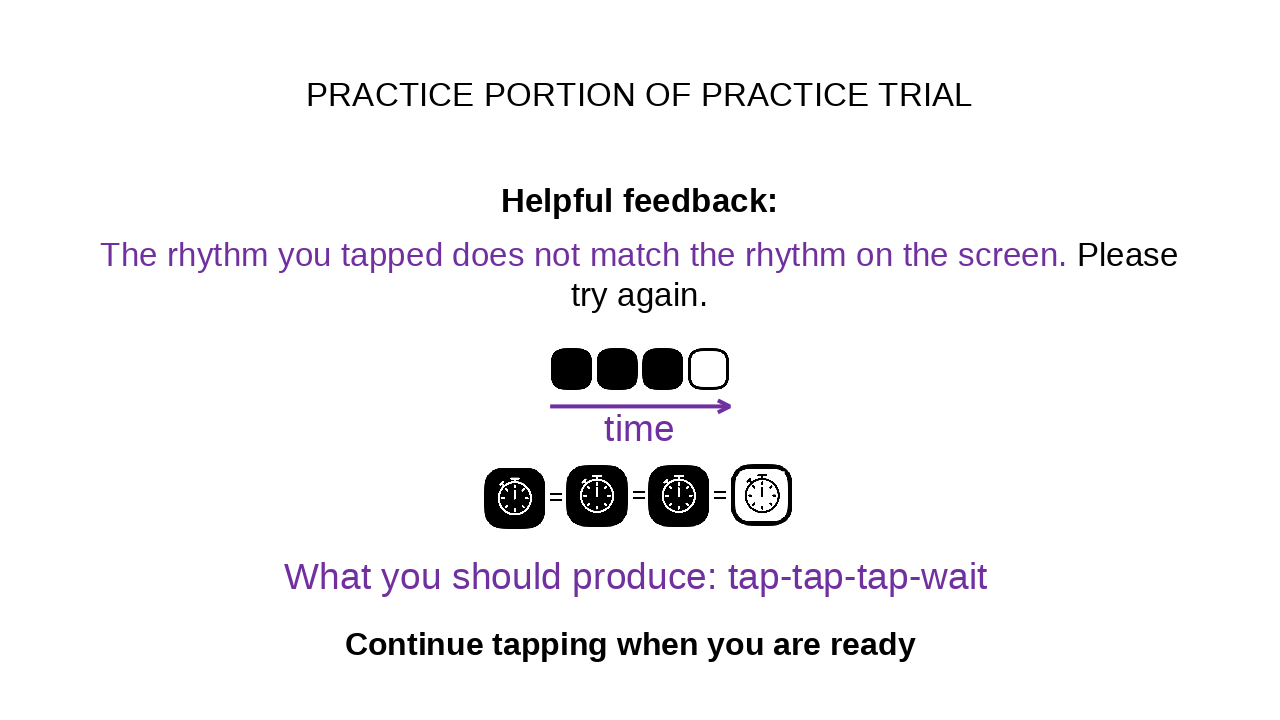 PRACTICE PORTION OF PRACTICE TRIAL
Helpful feedback:
The rhythm you tapped does not match the rhythm on the screen. Please
try again.
time
= = =
What you should produce: tap-tap-tap-wait
Continue tapping when you are ready